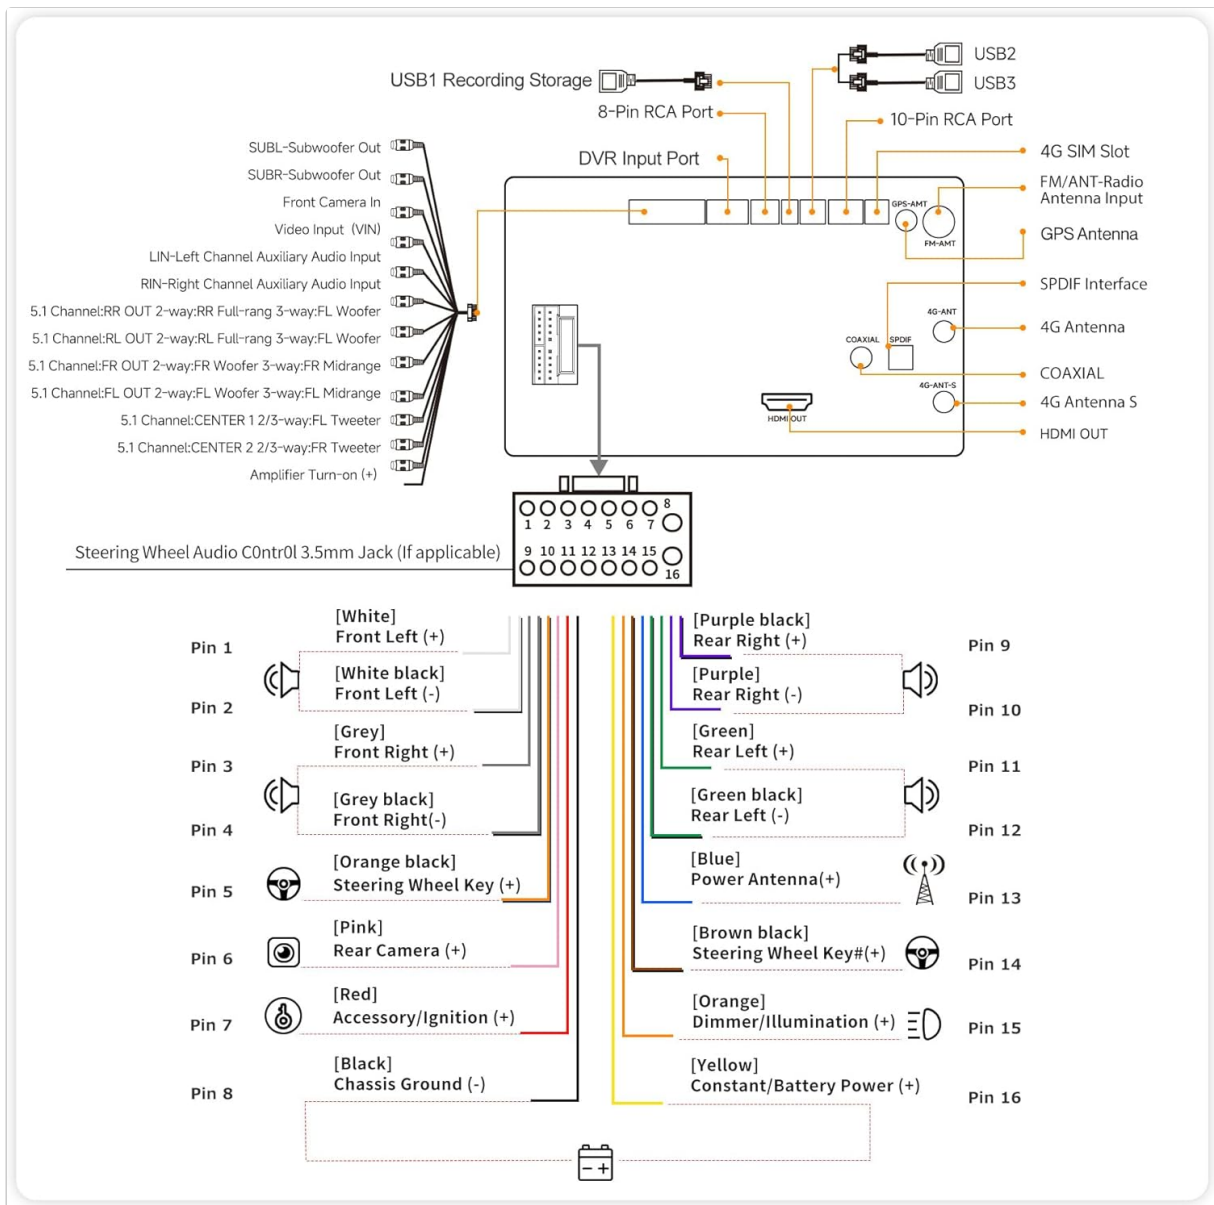 USB2
USB1 Recording Storage
USB3
8-Pin RCA Port
10-Pin RCA Port
DVR Input Port
4G SIM Slot
FM/ANT-Radio
Antenna Input
GPS Antenna
SPDIF Interface
4G Antenna
COAXIAL
4G Antenna S
HDMI OUT
SUBL-Subwoofer Out
SUBR-Subwoofer Out
Front Camera In
Video Input (VIN)
LIN-Left Channel Auxiliary Audio Input
RIN-Right Channel Auxiliary Audio Input
5.1 Channel:RR OUT 2-way:RR Full-rang 3-way:FL Woofer
5.1 Channel:RL OUT 2-way:RL Full-rang 3-way:FL Woofer
5.1 Channel:FR OUT 2-way:FR Woofer 3-way:FR Midrange
5.1 Channel:FL OUT 2-way:FL Woofer 3-way:FL Midrange
5.1 Channel:CENTER 1 2/3-way:FL Tweeter
5.1 Channel:CENTER 2 2/3-way:FR Tweeter
Amplifier Turn-on (+)
GPS-AMT
FM-AMT
4G-ANT
COAXIAL
SPDIF
4G-ANT-S
HDMI OUT
8
1 2 3 4 5 6 7
9 10 11 12 13 14 15
16
Steering Wheel Audio C0ntr0l 3.5mm Jack (If applicable)
Pin 1
[White]
Front Left (+)
Pin 2
[White black]
Front Left (-)
Pin 3
[Grey]
Front Right (+)
Pin 4
[Grey black]
Front Right(-)
Pin 5
[Orange black]
Steering Wheel Key (+)
Pin 6
[Pink]
Rear Camera (+)
Pin 7
[Red]
Accessory/Ignition (+)
Pin 8
[Black]
Chassis Ground (-)
[Purple black]
Rear Right (+)
Pin 9
[Purple]
Rear Right (-)
Pin 10
[Green]
Rear Left (+)
Pin 11
[Green black]
Rear Left (-)
Pin 12
[Blue]
Power Antenna(+)
Pin 13
[Brown black]
Steering Wheel Key#(+)
Pin 14
[Orange]
Dimmer/Illumination (+)
Pin 15
[Yellow]
Constant/Battery Power (+)
Pin 16